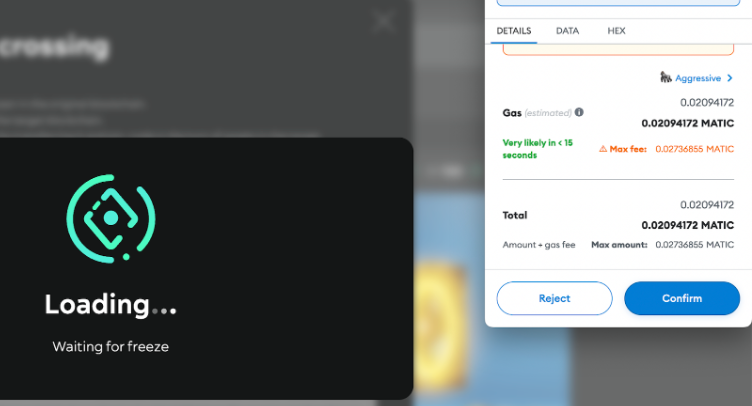 crossing
Loading...
Waiting for freeze
DETAILS
DATA
HEX
Aggressive
0.02094172
Gas (estimated)
0.02094172 MATIC
Very likely in < 15
seconds
Max fee: 0.02736855 MATIC
0.02094172
Total
0.02094172 MATIC
Amount + gas fee
Max amount: 0.02736855 MATIC
Reject
Confirm